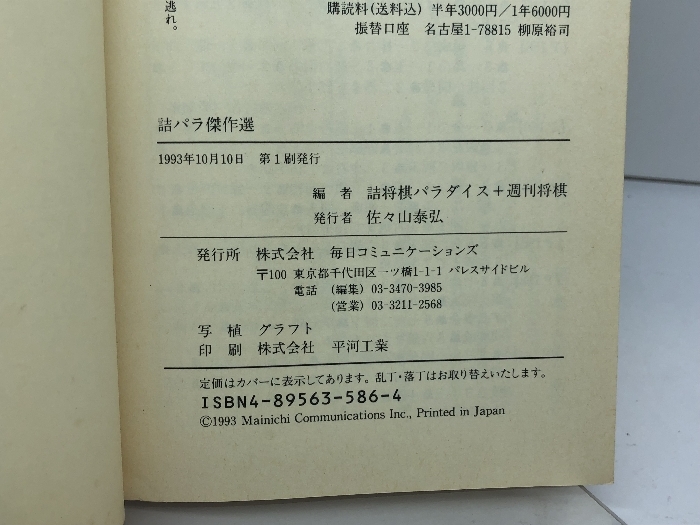 逃れ。
購読料(送料込) 半年3000円/1年6000円
振替口座 名古屋1-78815 柳原裕司
詰パラ傑作選
1993年10月10日 第1刷発行
編者 詰将棋パラダイス+週刊将棋
発行者 佐々山泰弘
発行所 株式会社 毎日コミュニケーションズ
〒100 東京都千代田区一ツ橋1-1-1 パレスサイドビル
電話 (編集) 03-3470-3985
(営業) 03-3211-2568
写植 グラフト
印刷 株式会社 平河工業
定価はカバーに表示してあります。乱丁・落丁はお取り替えいたします。
ISBN4-89563-586-4
©1993 Mainichi Communications Inc., Printed in Japan